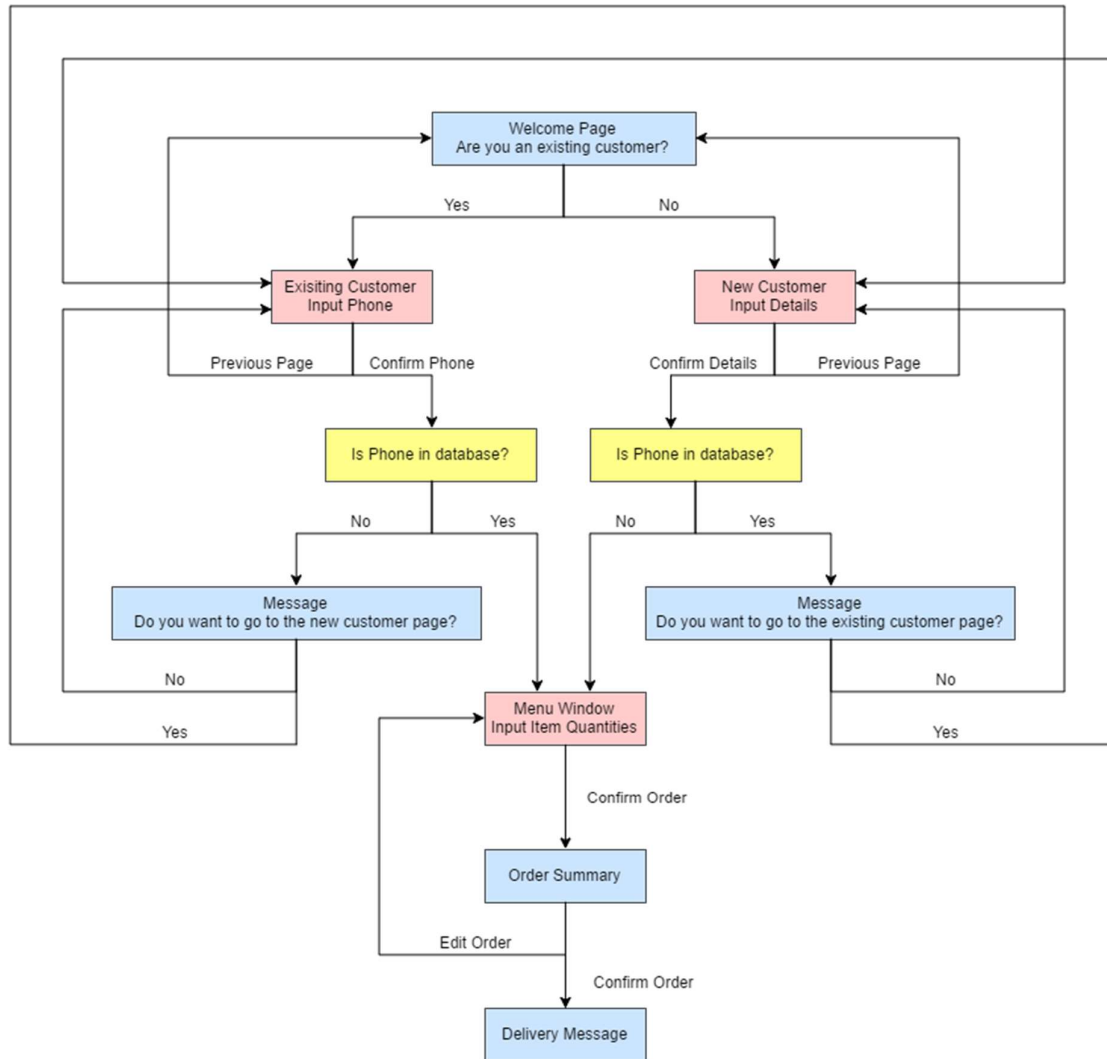 Welcome Page
Are you an existing customer?
Yes
No
Exisiting Customer
Input Phone
New Customer
Input Details
Previous Page
Confirm Phone
Confirm Details
Previous Page
Is Phone in database?
Is Phone in database?
No
Yes
No
Yes
Message
Do you want to go to the new customer page?
Message
Do you want to go to the existing customer page?
No
No
Menu Window
Input Item Quantities
Yes
Yes
Confirm Order
Order Summary
Edit Order
Confirm Order
Delivery Message